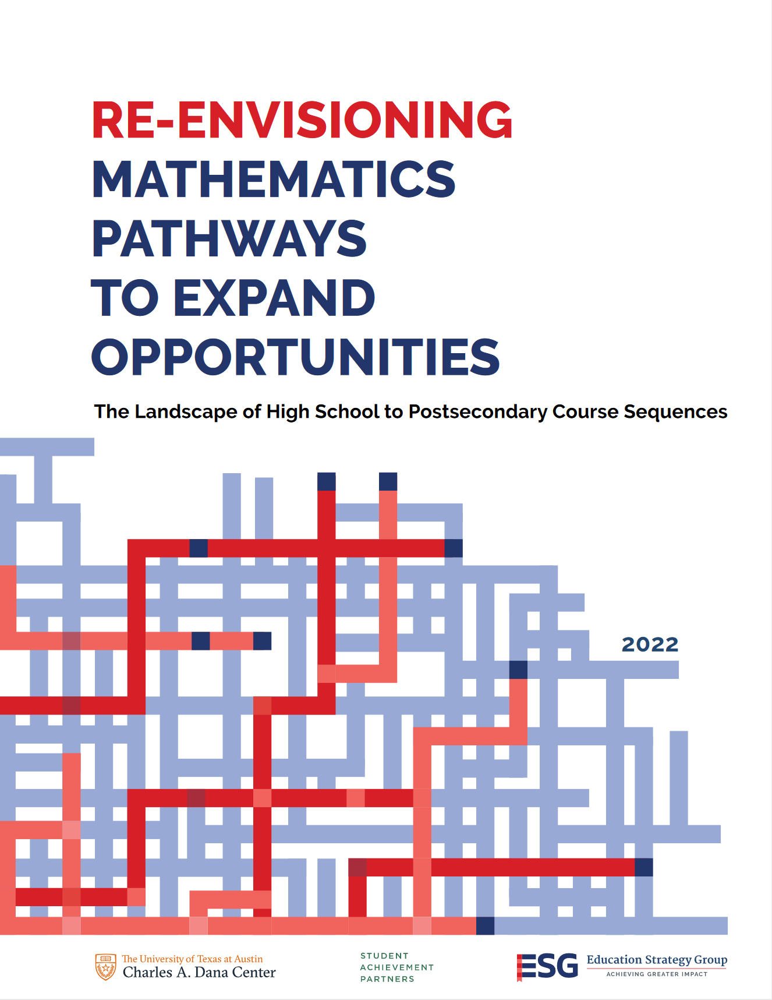 RE-ENVISIONING
MATHEMATICS
PATHWAYS
TO EXPAND
OPPORTUNITIES
The Landscape of High School to Postsecondary Course Sequences
2022
The University of Texas at Austin
Charles A. Dana Center
STUDENT
ACHIEVEMENT
PARTNERS
ESG
Education Strategy Group
ACHIEVING GREATER IMPACT